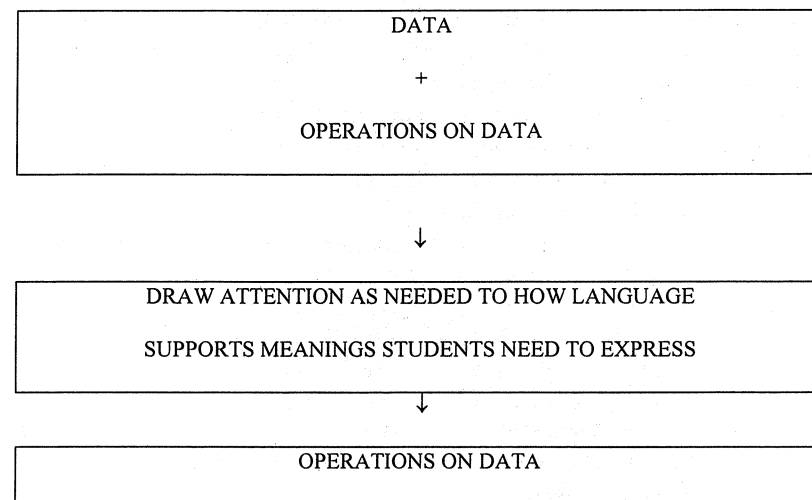 DATA
+
OPERATIONS ON DATA
↓
DRAW ATTENTION AS NEEDED TO HOW LANGUAGE
SUPPORTS MEANINGS STUDENTS NEED TO EXPRESS
↓
OPERATIONS ON DATA